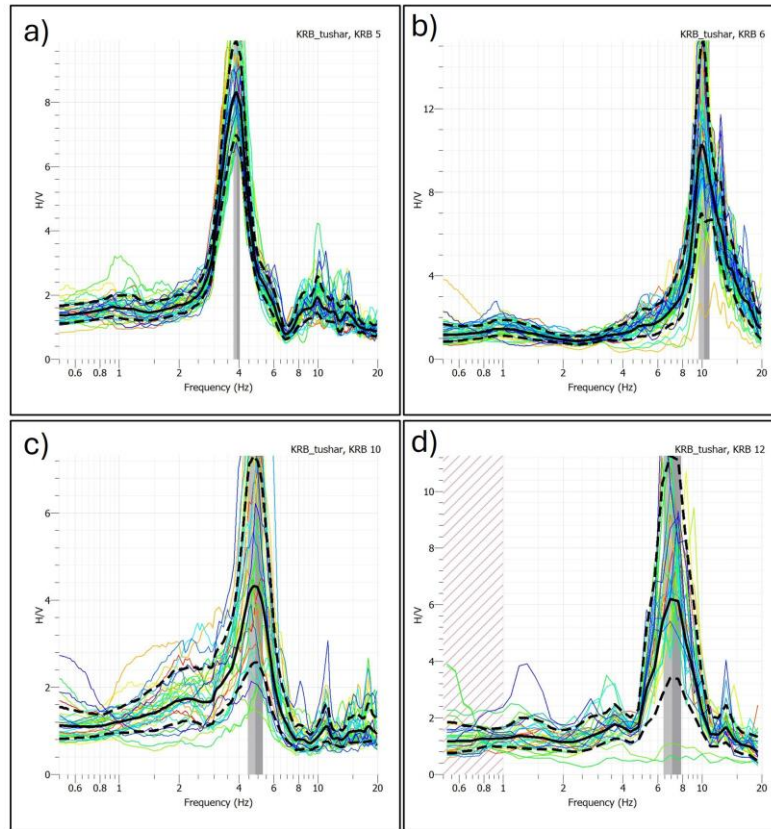 a)
KRB_tushar, KRB 5
8
6
4
2
0
H/V
0.6 0.8 1 2 4 6 8 10 20
Frequency (Hz)
b)
KRB_tushar, KRB 6
12
8
4
0
H/V
0.6 0.8 1 2 4 6 8 10 20
Frequency (Hz)
c)
KRB_tushar, KRB 10
6
4
2
0
H/V
0.6 0.8 1 2 4 6 8 10 20
Frequency (Hz)
d)
KRB_tushar, KRB 12
10
8
6
4
2
0
H/V
0.6 0.8 1 2 4 6 8 10 20
Frequency (Hz)